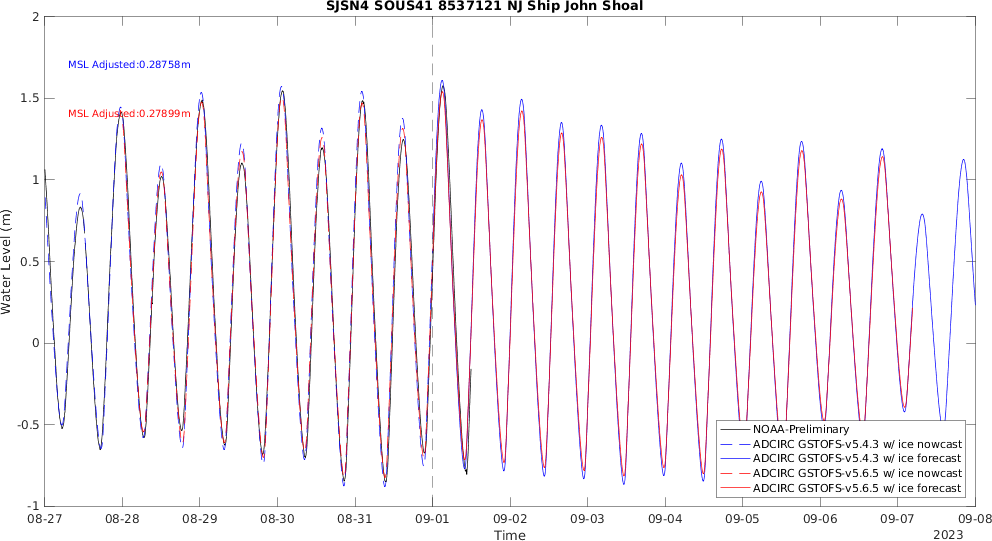 SJSN4 SOUS41 8537121 NJ Ship John Shoal
2
1.5
1
0.5
0
-0.5
-1
Water Level (m)
MSL Adjusted:0.28758m
MSL Adjusted:0.27899m
NOAA-Preliminary
ADCIRC GSTOFS-v5.4.3 w/ ice nowcast
ADCIRC GSTOFS-v5.4.3 w/ ice forecast
ADCIRC GSTOFS-v5.6.5 w/ ice nowcast
ADCIRC GSTOFS-v5.6.5 w/ ice forecast
08-27 08-28 08-29 08-30 08-31 09-01 09-02 09-03 09-04 09-05 09-06 09-07 09-08
Time
2023